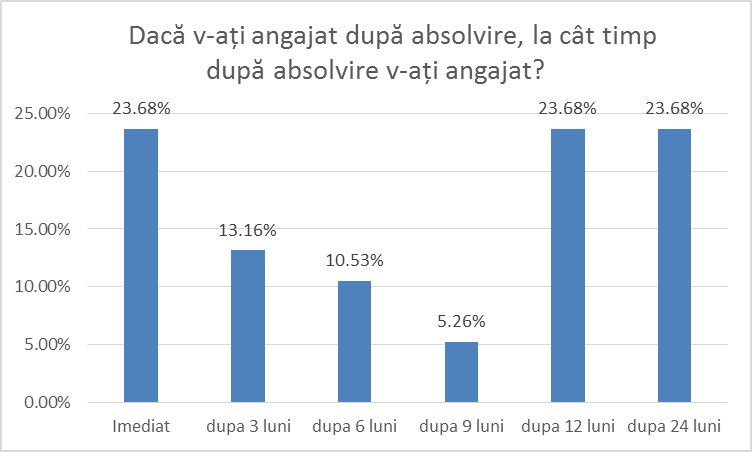 Dacă v-ați angajat după absolvire, la cât timp
după absolvire v-ați angajat?
25.00%
20.00%
15.00%
10.00%
5.00%
0.00%
23.68%
13.16%
10.53%
5.26%
23.68%
23.68%
Imediat
dupa 3 luni
dupa 6 luni
dupa 9 luni
dupa 12 luni
dupa 24 luni